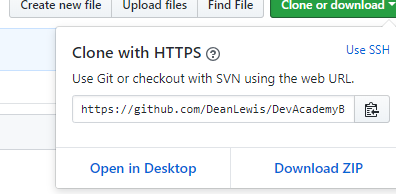 Create new file Upload files Find File Clone or download
Clone with HTTPS Use SSH
Use Git or checkout with SVN using the web URL.
https://github.com/DeanLewis/DevAcademyB
Open in Desktop Download ZIP